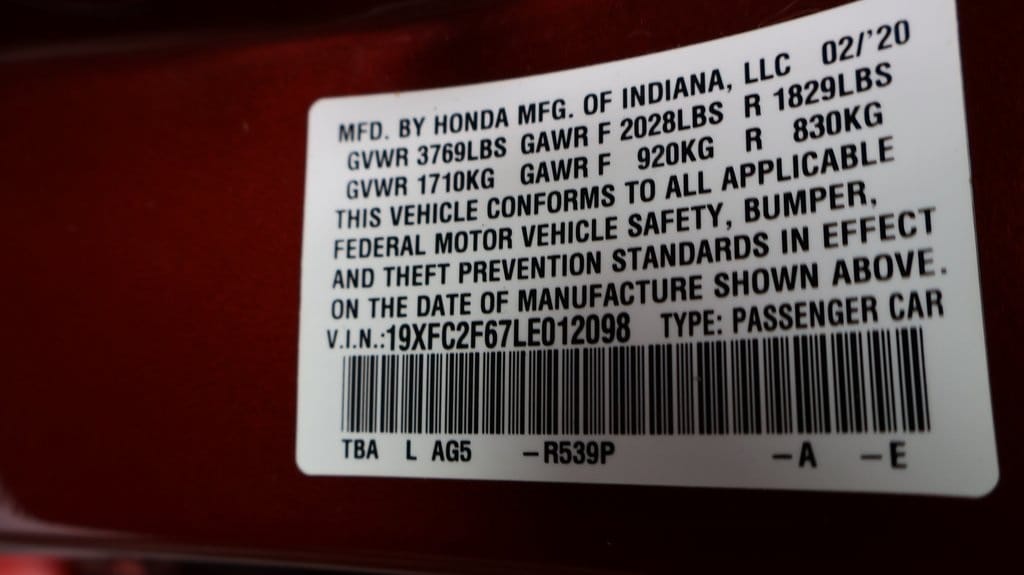 MFD. BY HONDA MFG. OF INDIANA, LLC 02/'20
GVWR 3769LBS GAWR F 2028LBS R 1829LBS
GVWR 1710KG GAWR F 920KG R 830KG
THIS VEHICLE CONFORMS TO ALL APPLICABLE
FEDERAL MOTOR VEHICLE SAFETY, BUMPER,
AND THEFT PREVENTION STANDARDS IN EFFECT
ON THE DATE OF MANUFACTURE SHOWN ABOVE.
V.I.N.:19XFC2F67LE012098 TYPE: PASSENGER CAR
TBA L AG5 –R539P –A –E